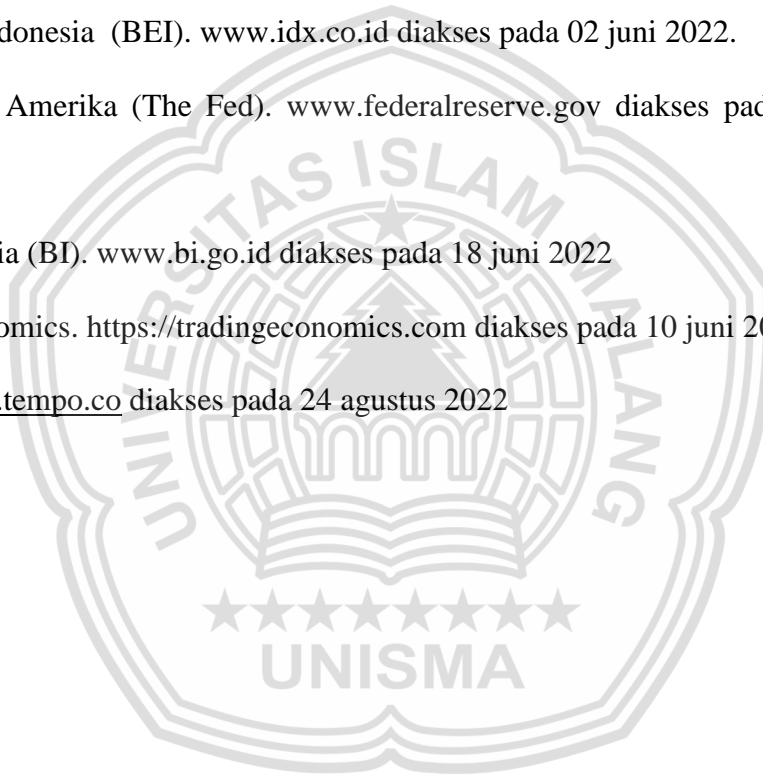 donesia (BEI). www.idx.co.id diakses pada 02 juni 2022.
Amerika (The Fed). www.federalreserve.gov diakses pad
ia (BI). www.bi.go.id diakses pada 18 juni 2022
omics. https://tradingeconomics.com diakses pada 10 juni 20
.tempo.co diakses pada 24 agustus 2022
UNIVERSITAS ISLAM MALANG
UNISMA